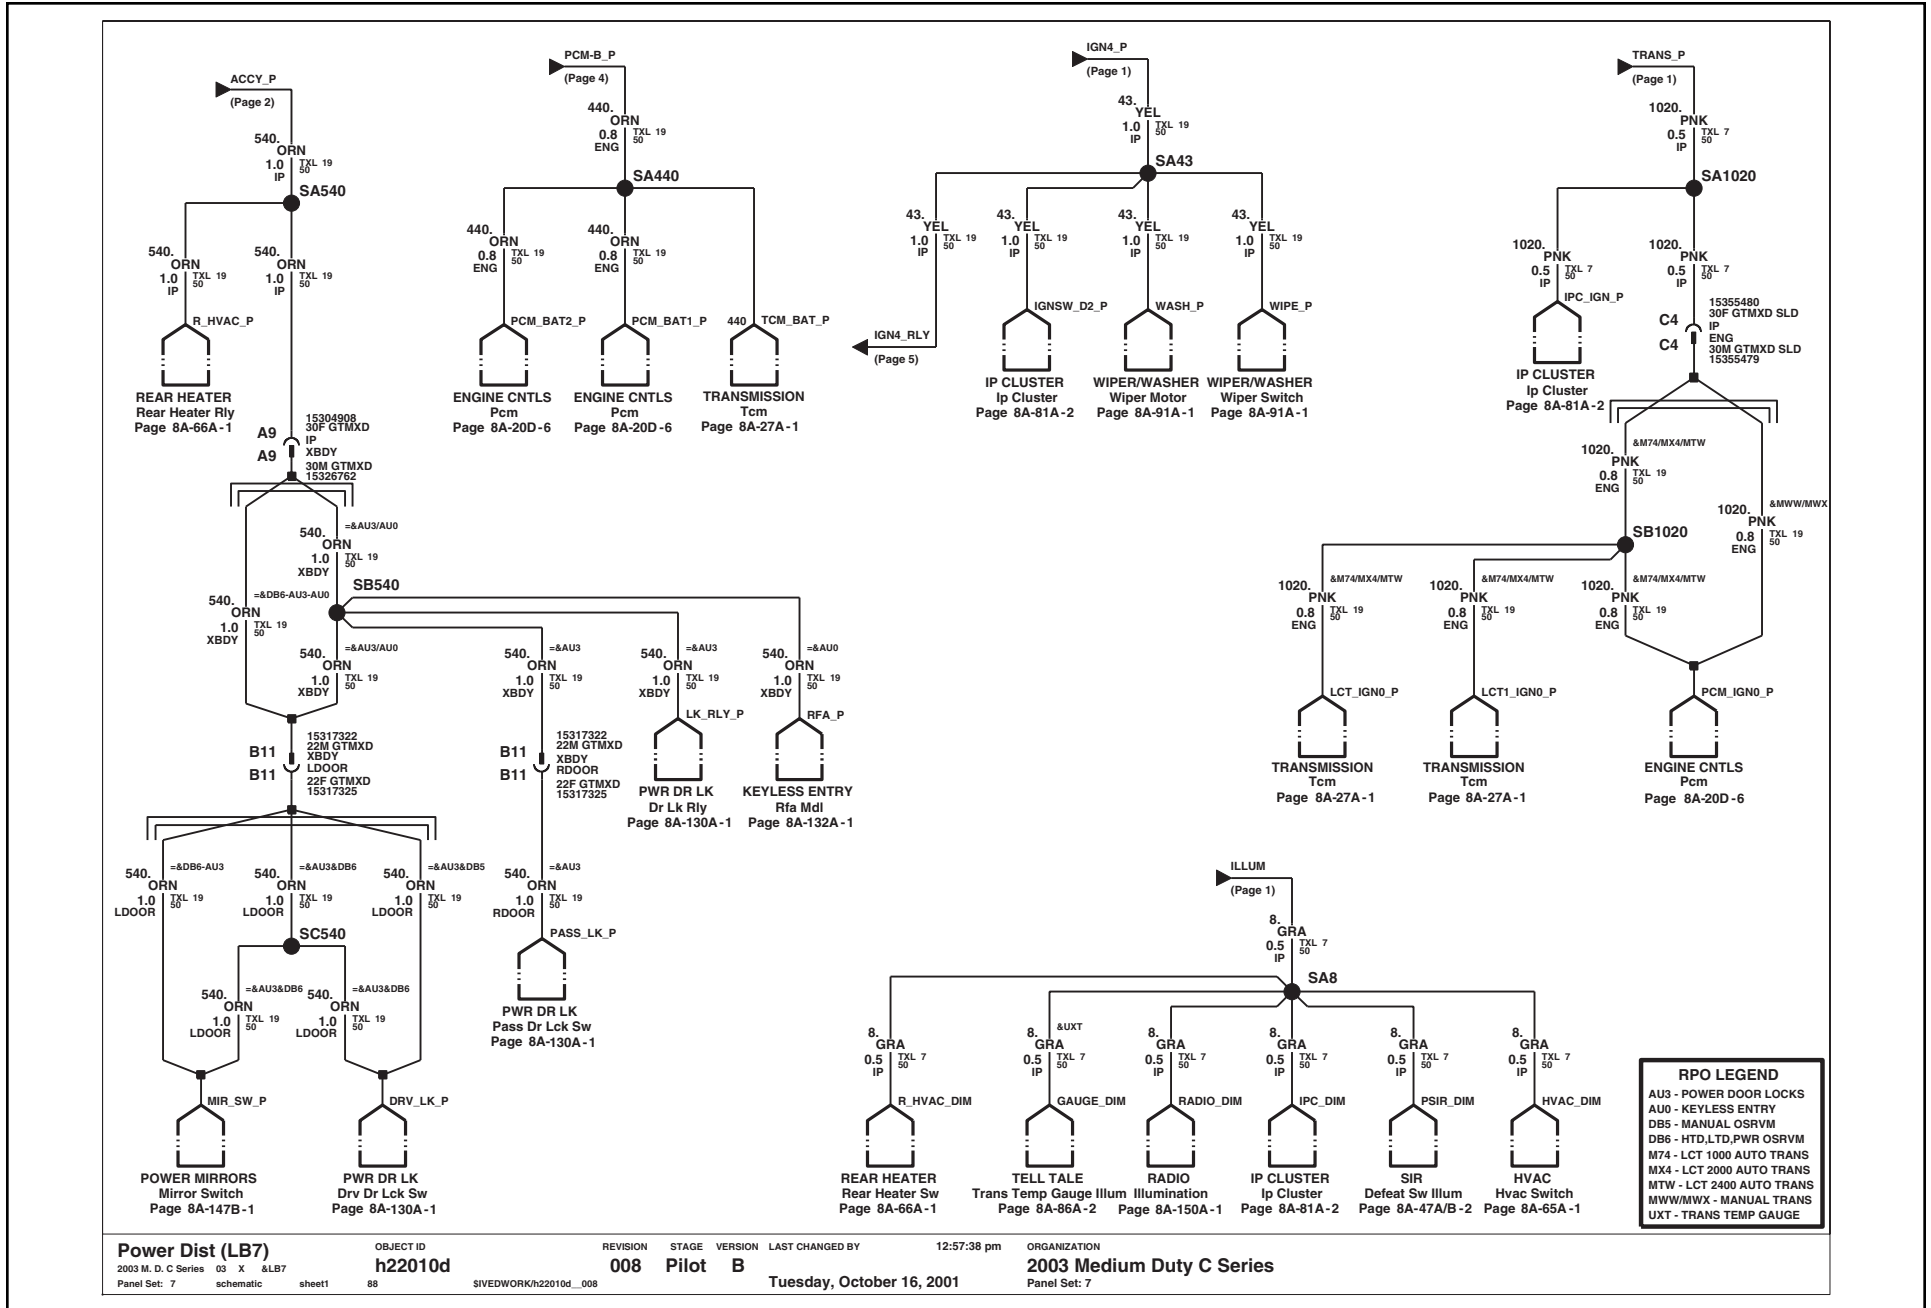 ACCY_P
(Page 2)
540.
ORN
1.0
TXL 19
50
IP
SA540
540.
ORN
1.0
TXL 19
50
IP
540.
ORN
1.0
TXL 19
50
IP
R_HVAC_P
REAR HEATER
Rear Heater Rly
Page 8A-66A-1
A9
A9
15304908
30F GTMXD
IP
XBDY
30M GTMXD
15326762
=&AU3/AU0
540.
ORN
1.0
TXL 19
50
XBDY
SB540
=&DB6-AU3-AU0
540.
ORN
1.0
TXL 19
50
XBDY
=&AU3/AU0
540.
ORN
1.0
TXL 19
50
XBDY
=&AU3
540.
ORN
1.0
TXL 19
50
XBDY
=&AU3
540.
ORN
1.0
TXL 19
50
XBDY
=&AU0
540.
ORN
1.0
TXL 19
50
XBDY
LK_RLY_P
RFA_P
PWR DR LK
Dr Lk Rly
Page 8A-130A-1
KEYLESS ENTRY
Rfa Mdl
Page 8A-132A-1
B11
B11
15317322
22M GTMXD
XBDY
LDOOR
22F GTMXD
15317325
B11
B11
15317322
22M GTMXD
XBDY
RDOOR
22F GTMXD
15317325
=&DB6-AU3
540.
ORN
1.0
TXL 19
50
LDOOR
=&AU3&DB6
540.
ORN
1.0
TXL 19
50
LDOOR
=&AU3&DB5
540.
ORN
1.0
TXL 19
50
LDOOR
=&AU3
540.
ORN
1.0
TXL 19
50
RDOOR
PASS_LK_P
PWR DR LK
Pass Dr Lck Sw
Page 8A-130A-1
SC540
=&AU3&DB6
540.
ORN
1.0
TXL 19
50
LDOOR
=&AU3&DB6
540.
ORN
1.0
TXL 19
50
LDOOR
MIR_SW_P
DRV_LK_P
POWER MIRRORS
Mirror Switch
Page 8A-147B-1
PWR DR LK
Drv Dr Lck Sw
Page 8A-130A-1
PCM-B_P
(Page 4)
440.
ORN
0.8
TXL 19
50
ENG
SA440
440.
ORN
0.8
TXL 19
50
ENG
440.
ORN
0.8
TXL 19
50
ENG
PCM_BAT2_P
PCM_BAT1_P
440
TCM_BAT_P
ENGINE CNTLS
Pcm
Page 8A-20D-6
ENGINE CNTLS
Pcm
Page 8A-20D-6
TRANSMISSION
Tcm
Page 8A-27A-1
IGN4_P
(Page 1)
43.
YEL
1.0
TXL 19
50
IP
SA43
43.
YEL
1.0
TXL 19
50
IP
43.
YEL
1.0
TXL 19
50
IP
43.
YEL
1.0
TXL 19
50
IP
43.
YEL
1.0
TXL 19
50
IP
IGN4_RLY
(Page 5)
IGNSW_D2_P
WASH_P
WIPE_P
IP CLUSTER
Ip Cluster
Page 8A-81A-2
WIPER/WASHER
Wiper Motor
Page 8A-91A-1
WIPER/WASHER
Wiper Switch
Page 8A-91A-1
TRANS_P
(Page 1)
1020.
PNK
0.5
TXL 7
50
IP
SA1020
1020.
PNK
0.5
TXL 7
50
IP
1020.
PNK
0.5
TXL 7
50
IP
IPC_IGN_P
IP CLUSTER
Ip Cluster
Page 8A-81A-2
C4
C4
15355480
30F GTMXD SLD
IP
ENG
30M GTMXD SLD
15355479
&M74/MX4/MTW
1020.
PNK
0.8
TXL 19
50
ENG
&MWW/MWX
1020.
PNK
0.8
TXL 19
50
ENG
SB1020
&M74/MX4/MTW
1020.
PNK
0.8
TXL 19
50
ENG
&M74/MX4/MTW
1020.
PNK
0.8
TXL 19
50
ENG
&M74/MX4/MTW
1020.
PNK
0.8
TXL 19
50
ENG
LCT_IGN0_P
LCT1_IGN0_P
PCM_IGN0_P
TRANSMISSION
Tcm
Page 8A-27A-1
TRANSMISSION
Tcm
Page 8A-27A-1
ENGINE CNTLS
Pcm
Page 8A-20D-6
ILLUM
(Page 1)
8.
GRA
0.5
TXL 7
50
IP
SA8
8.
GRA
0.5
TXL 7
50
IP
&UXT
8.
GRA
0.5
TXL 7
50
IP
8.
GRA
0.5
TXL 7
50
IP
8.
GRA
0.5
TXL 7
50
IP
8.
GRA
0.5
TXL 7
50
IP
8.
GRA
0.5
TXL 7
50
IP
R_HVAC_DIM
GAUGE_DIM
RADIO_DIM
IPC_DIM
PSIR_DIM
HVAC_DIM
REAR HEATER
Rear Heater Sw
Page 8A-66A-1
TELL TALE
Trans Temp Gauge Illum
Page 8A-86A-2
RADIO
Illumination
Page 8A-150A-1
IP CLUSTER
Ip Cluster
Page 8A-81A-2
SIR
Defeat Sw Illum
Page 8A-47A/B-2
HVAC
Hvac Switch
Page 8A-65A-1
RPO LEGEND
AU3 - POWER DOOR LOCKS
AU0 - KEYLESS ENTRY
DB5 - MANUAL OSRVM
DB6 - HTD,LTD,PWR OSRVM
M74 - LCT 1000 AUTO TRANS
MX4 - LCT 2000 AUTO TRANS
MTW - LCT 2400 AUTO TRANS
MWW/MWX - MANUAL TRANS
UXT - TRANS TEMP GAUGE
Power Dist (LB7)
2003 M. D. C Series 03 X &LB7
Panel Set: 7 schematic sheet1 88
OBJECT ID
h22010d
$IVEDWORK/h22010d__008
REVISION
008
STAGE
Pilot
VERSION
B
LAST CHANGED BY 12:57:38 pm
Tuesday, October 16, 2001
ORGANIZATION
2003 Medium Duty C Series
Panel Set: 7